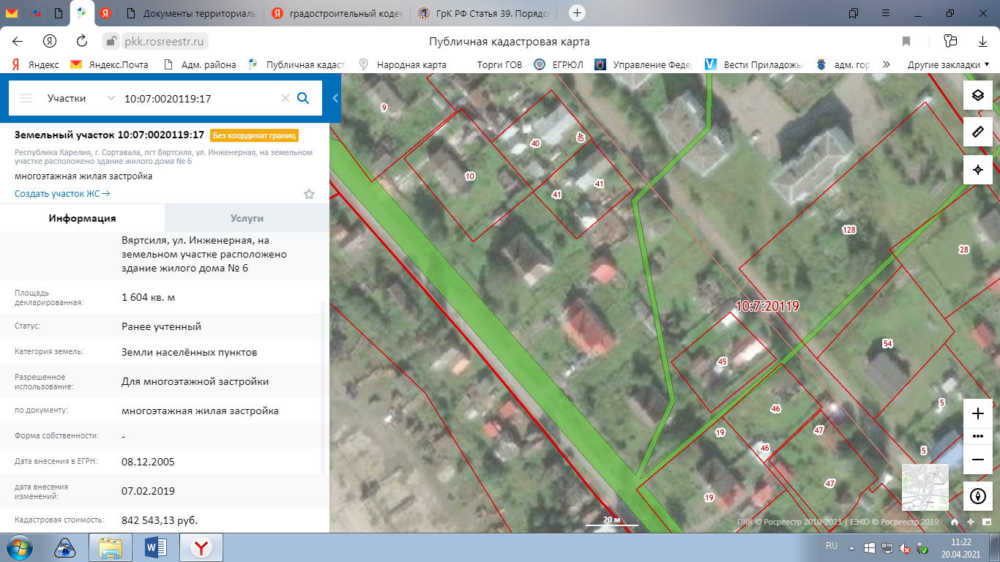 Документы территориаль
градостроительный кодек
ГрК РФ Статья 39. Порядо
pkk.rosreestr.ru
Публичная кадастровая карта
Яндекс
Яндекс.Почта
Адм. района
Публичная кадаст
Народная карта
Торги ГОВ
ЕГРЮЛ
Управление Федер
Вести Приладожь
адм. гор
»
Другие закладки
Участки
10:07:0020119:17
Земельный участок 10:07:0020119:17
Без координат границ
Республика Карелия, г. Сортавала, пгт Вяртсиля, ул. Инженерная, на земельном
участке расположено здание жилого дома № 6
многоэтажная жилая застройка
Создать участок ЖС →
Информация
Услуги
Вяртсиля, ул. Инженерная, на
земельном участке расположено
здание жилого дома № 6
Площадь
декларированная:
1 604 кв. м
Статус:
Ранее учтенный
Категория земель:
Земли населённых пунктов
Разрешенное
использование:
Для многоэтажной застройки
по документу:
многоэтажная жилая застройка
Форма собственности:
-
Дата внесения в ЕГРН:
08.12.2005
дата внесения
изменений:
07.02.2019
Кадастровая стоимость:
842 543,13 руб.
9
40
40
10
41
41
128
28
10:7:20119
54
45
46
5
19
47
46
5
47
19
20 м
ПКК © Росреестр 2010-2021 | ЕЭКО © Росреестр 2019
RU
11:22
20.04.2021